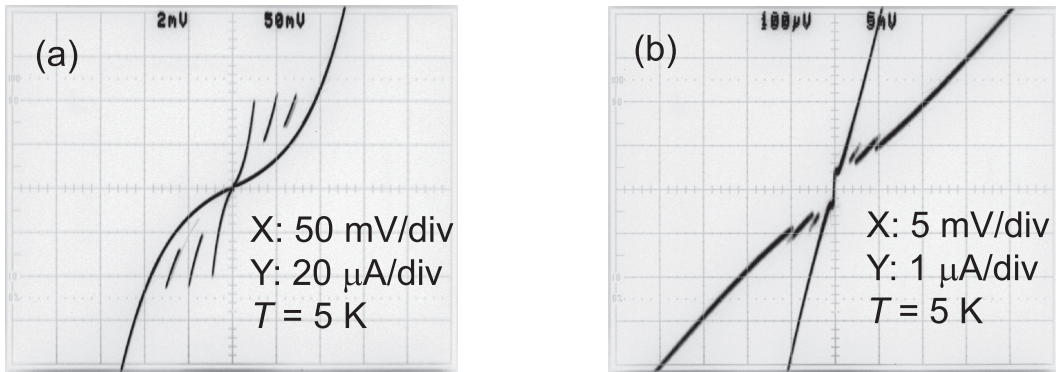 2mV 50mV
(a)
X: 50 mV/div
Y: 20 μA/div
T = 5 K
100μV 5mV
(b)
X: 5 mV/div
Y: 1 μA/div
T = 5 K